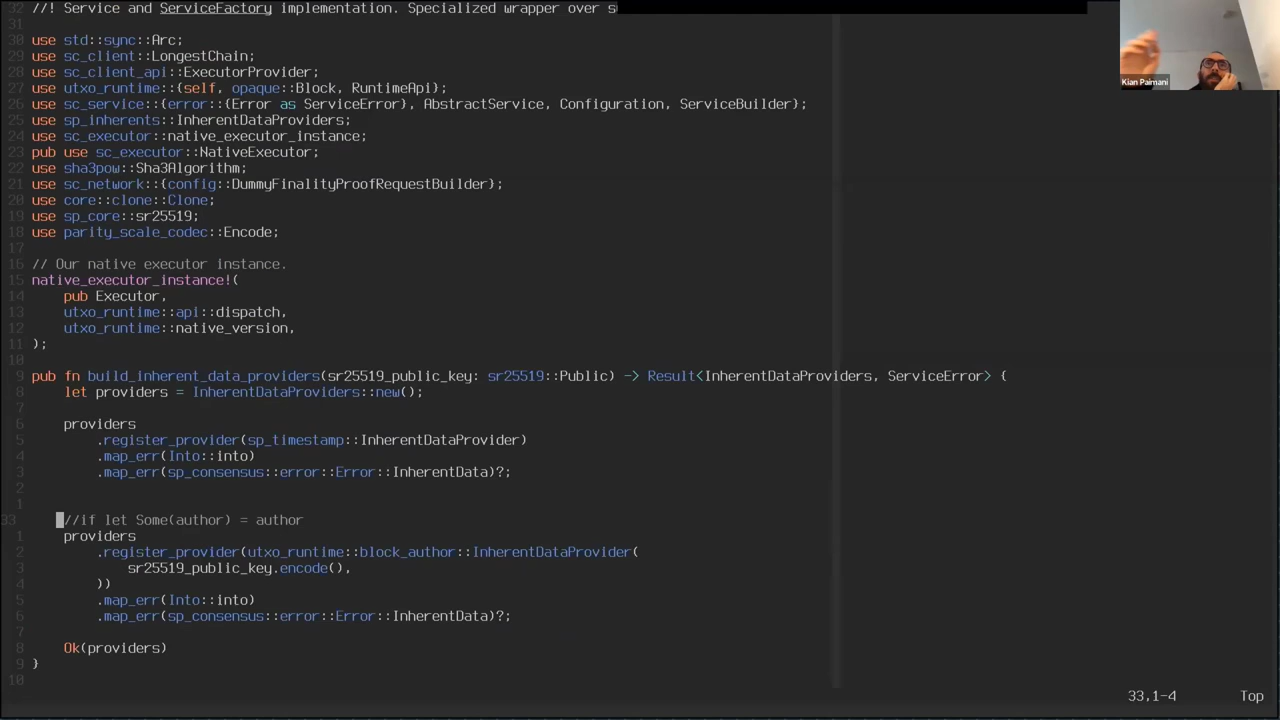 32 //! Service and ServiceFactory implementation. Specialized wrapper over
31
30 use std::sync::Arc;
29 use sc_client::LongestChain;
28 use sc_client_api::ExecutorProvider;
27 use utxo_runtime::{self, opaque::Block, RuntimeApi};
26 use sc_service::{error::{Error as ServiceError}, AbstractService, Configuration, ServiceBuilder};
25 use sp_inherents::InherentDataProviders;
24 use sc_executor::native_executor_instance;
23 pub use sc_executor::NativeExecutor;
22 use sha3pow::Sha3Algorithm;
21 use sc_network::{config::DummyFinalityProofRequestBuilder};
20 use core::clone::Clone;
19 use sp_core::sr25519;
18 use parity_scale_codec::Encode;
17
16 // Our native executor instance.
15 native_executor_instance!(
14 pub Executor,
13 utxo_runtime::api::dispatch,
12 utxo_runtime::native_version,
11 );
10
9 pub fn build_inherent_data_providers(sr25519_public_key: sr25519::Public) -> Result<InherentDataProviders, ServiceError> {
8 let providers = InherentDataProviders::new();
7
6 providers
5 .register_provider(sp_timestamp::InherentDataProvider)
4 .map_err(Into::into)
3 .map_err(sp_consensus::error::Error::InherentData)?;
2
1
33 //if let Some(author) = author
1 providers
2 .register_provider(utxo_runtime::block_author::InherentDataProvider(
3 sr25519_public_key.encode(),
4 ))
5 .map_err(Into::into)
6 .map_err(sp_consensus::error::Error::InherentData)?;
7
8 Ok(providers)
9 }
10
33,1-4 Top
Kian Paimani